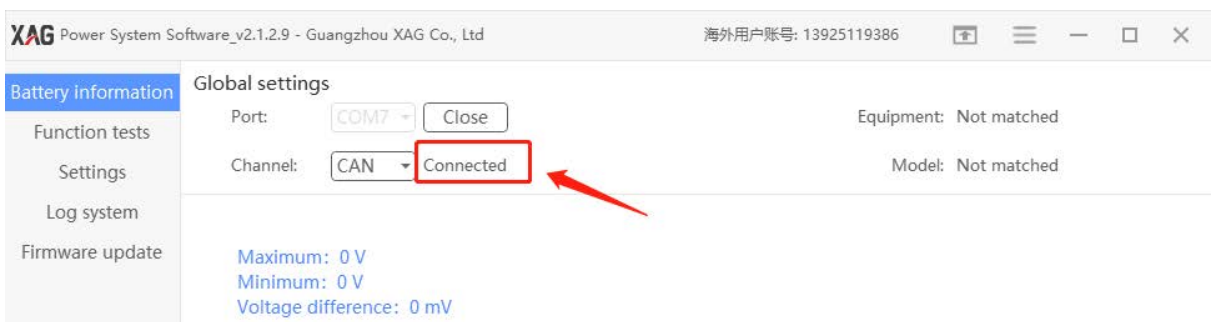 XAG Power System Software_v2.1.2.9 - Guangzhou XAG Co., Ltd 海外用户账号: 13925119386
Battery information
Function tests
Settings
Log system
Firmware update
Global settings
Port: COM7 Close Equipment: Not matched
Channel: CAN Connected Model: Not matched
Maximum: 0 V
Minimum: 0 V
Voltage difference: 0 mV